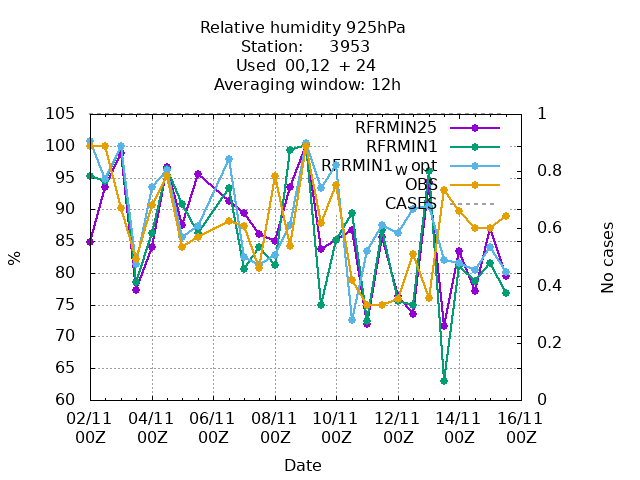 Relative humidity 925hPa
Station: 3953
Used 00,12 + 24
Averaging window: 12h
105 1
RFRMIN25
100 RFRMIN1
95 RFRMIN1_w opt 0.8
OBS
90 CASES
85 0.6
%
80 0.4
No cases
75
70 0.2
65
60 0
02/11 04/11 06/11 08/11 10/11 12/11 14/11 16/11
00Z 00Z 00Z 00Z 00Z 00Z 00Z 00Z
Date